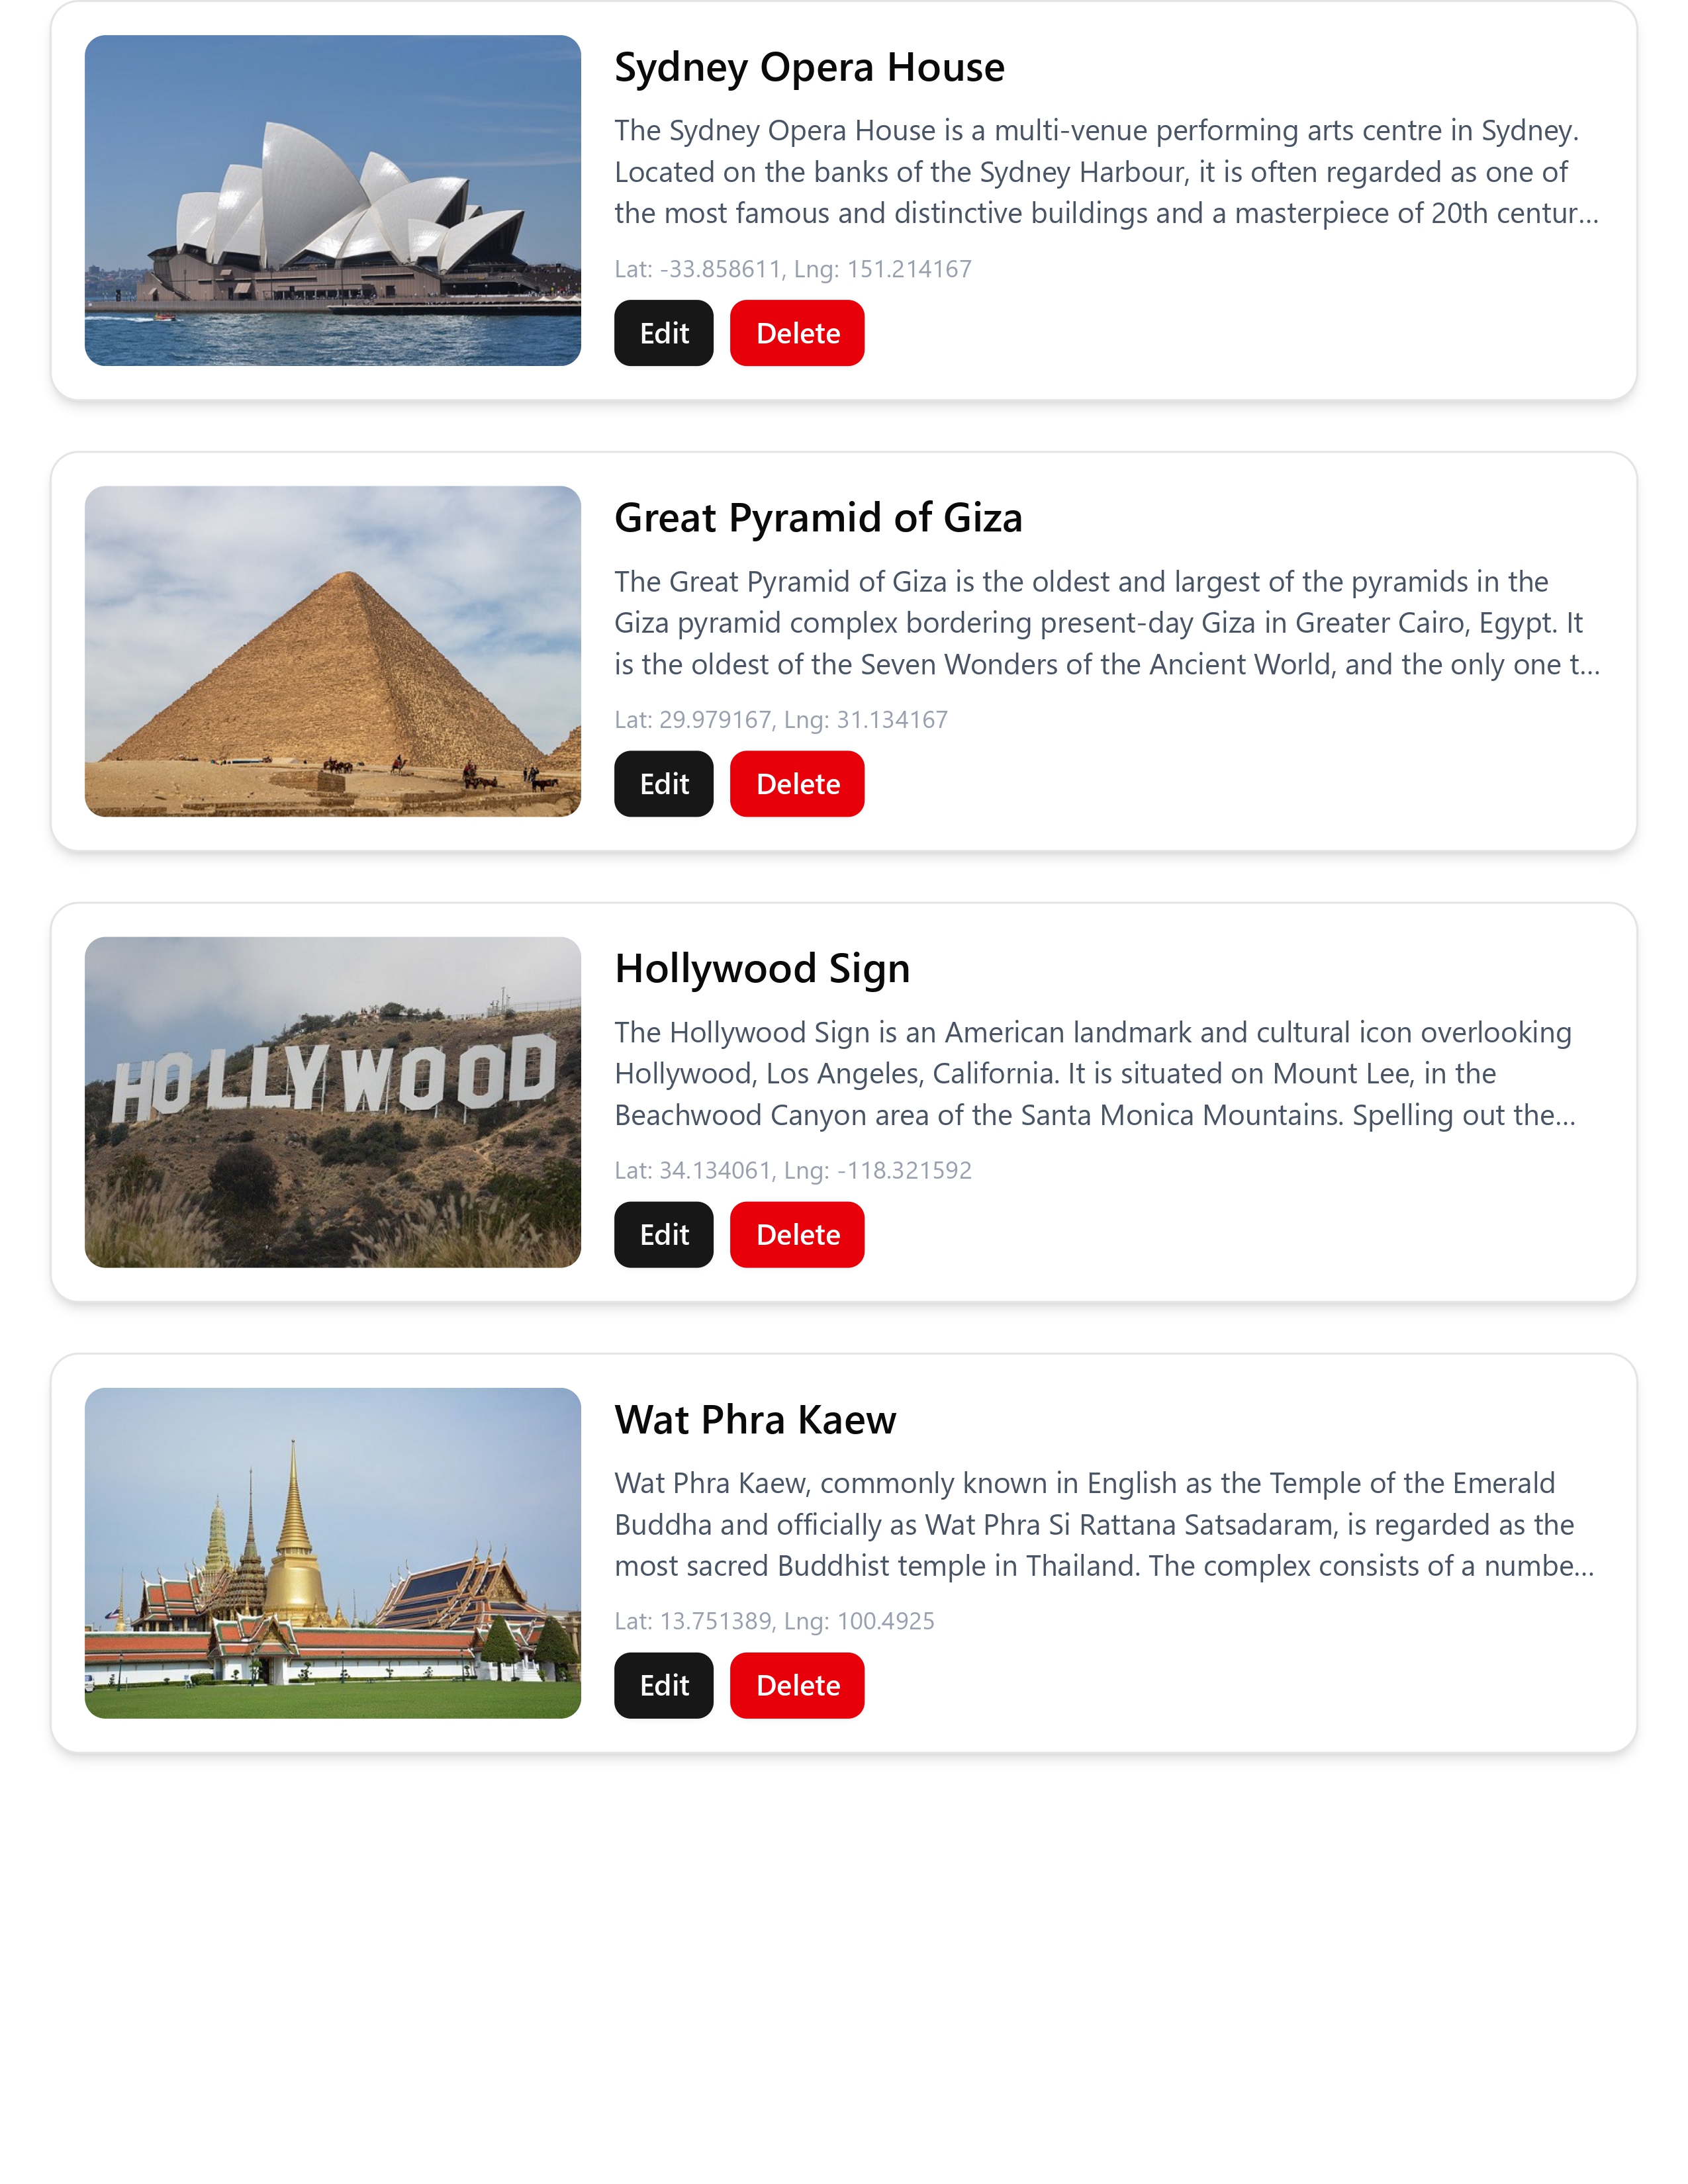 Sydney Opera House
The Sydney Opera House is a multi-venue performing arts centre in Sydney.
Located on the banks of the Sydney Harbour, it is often regarded as one of
the most famous and distinctive buildings and a masterpiece of 20th centur...
Lat: -33.858611, Lng: 151.214167
Edit Delete
Great Pyramid of Giza
The Great Pyramid of Giza is the oldest and largest of the pyramids in the
Giza pyramid complex bordering present-day Giza in Greater Cairo, Egypt. It
is the oldest of the Seven Wonders of the Ancient World, and the only one t...
Lat: 29.979167, Lng: 31.134167
Edit Delete
HOLLYWOOD
Hollywood Sign
The Hollywood Sign is an American landmark and cultural icon overlooking
Hollywood, Los Angeles, California. It is situated on Mount Lee, in the
Beachwood Canyon area of the Santa Monica Mountains. Spelling out the...
Lat: 34.134061, Lng: -118.321592
Edit Delete
Wat Phra Kaew
Wat Phra Kaew, commonly known in English as the Temple of the Emerald
Buddha and officially as Wat Phra Si Rattana Satsadaram, is regarded as the
most sacred Buddhist temple in Thailand. The complex consists of a numbe...
Lat: 13.751389, Lng: 100.4925
Edit Delete